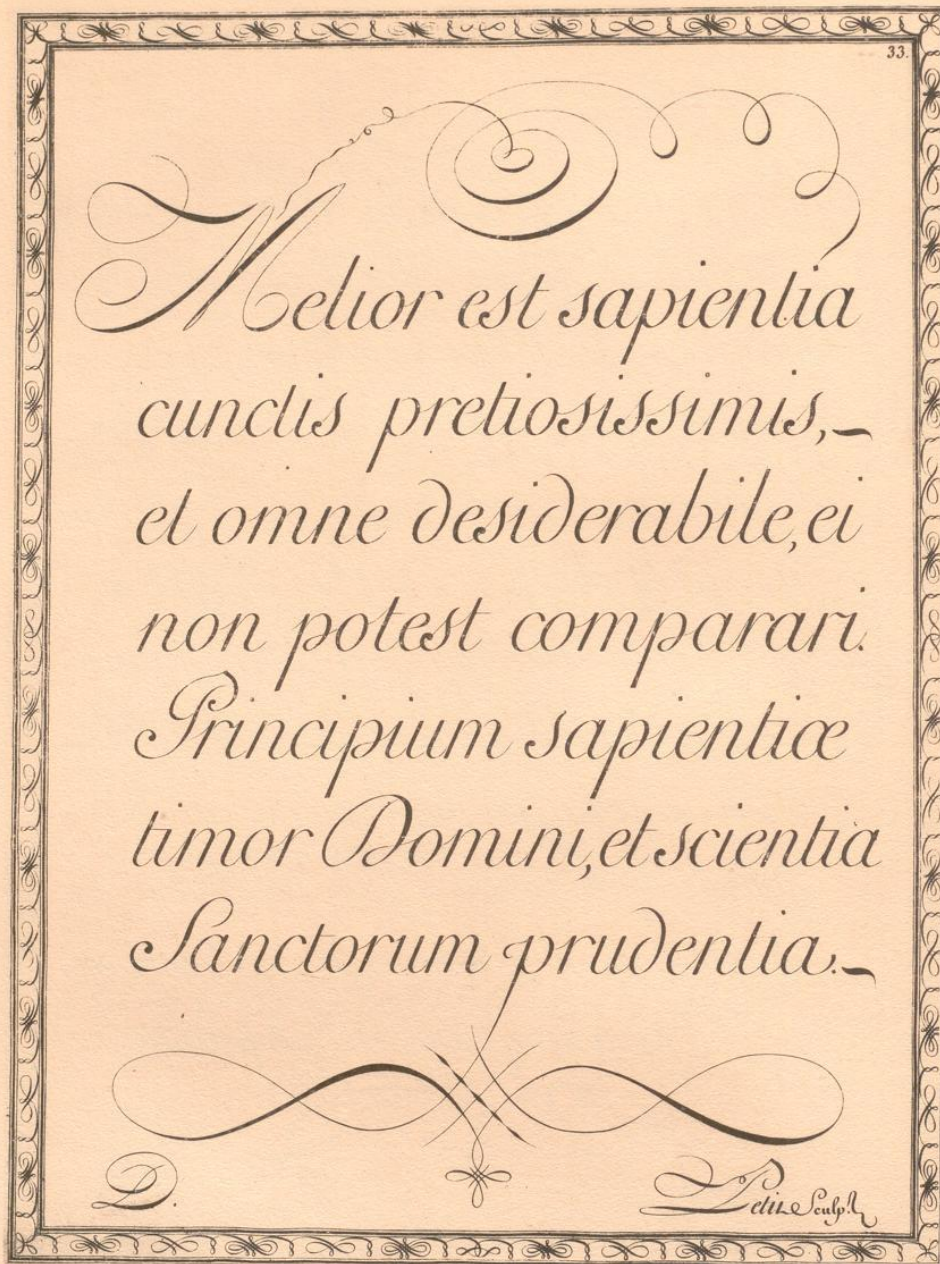 33.
Melior est sapientia
cunctis pretiosissimis,
et omne desiderabile, ei
non potest comparari.
Principium sapientiæ
timor Domini, et scientia
Sanctorum prudentia.
D.
Petit Sculp.t